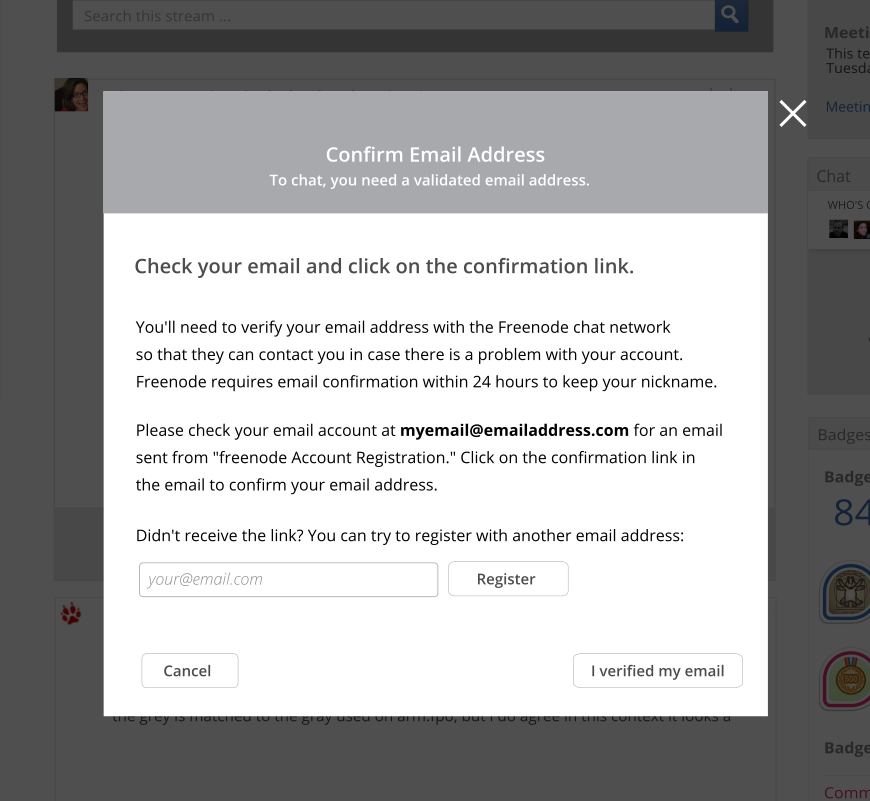 Search this stream ...
Meeti
This te
Tuesda
Meetin
Chat
WHO'S
Confirm Email Address
To chat, you need a validated email address.
Check your email and click on the confirmation link.
You'll need to verify your email address with the Freenode chat network
so that they can contact you in case there is a problem with your account.
Freenode requires email confirmation within 24 hours to keep your nickname.
Please check your email account at myemail@emailaddress.com for an email
sent from "freenode Account Registration." Click on the confirmation link in
the email to confirm your email address.
Didn't receive the link? You can try to register with another email address:
your@email.com
Register
Cancel
I verified my email
Badges
Badge
84
Badge
Comm
the grey is matched to the gray used on arm.fpo, but I do agree in this context it looks a